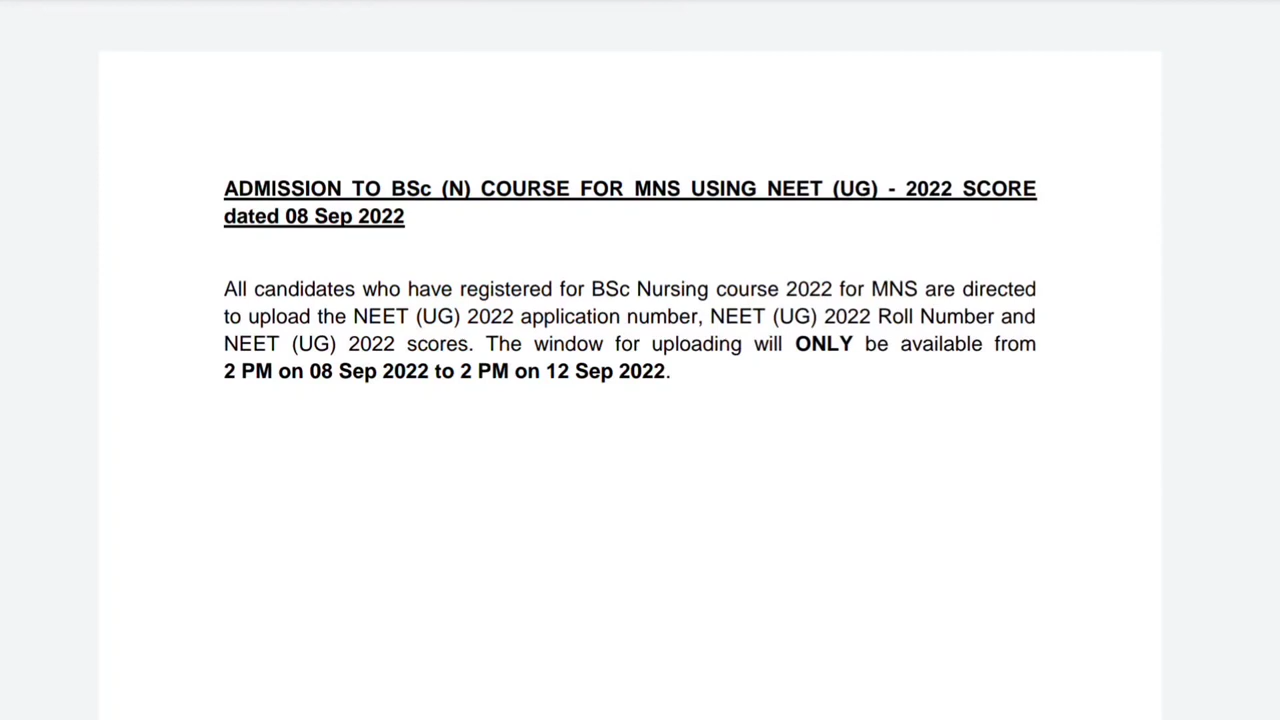 ADMISSION TO BSc (N) COURSE FOR MNS USING NEET (UG) - 2022 SCORE
dated 08 Sep 2022
All candidates who have registered for BSc Nursing course 2022 for MNS are directed
to upload the NEET (UG) 2022 application number, NEET (UG) 2022 Roll Number and
NEET (UG) 2022 scores. The window for uploading will ONLY be available from
2 PM on 08 Sep 2022 to 2 PM on 12 Sep 2022.